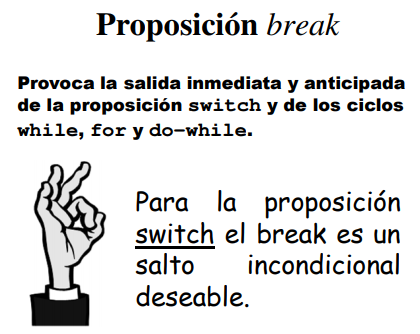 Proposición break
Provoca la salida inmediata y anticipada
de la proposición switch y de los ciclos
while, for y do-while.
Para la proposición
switch el break es un
salto incondicional
deseable.